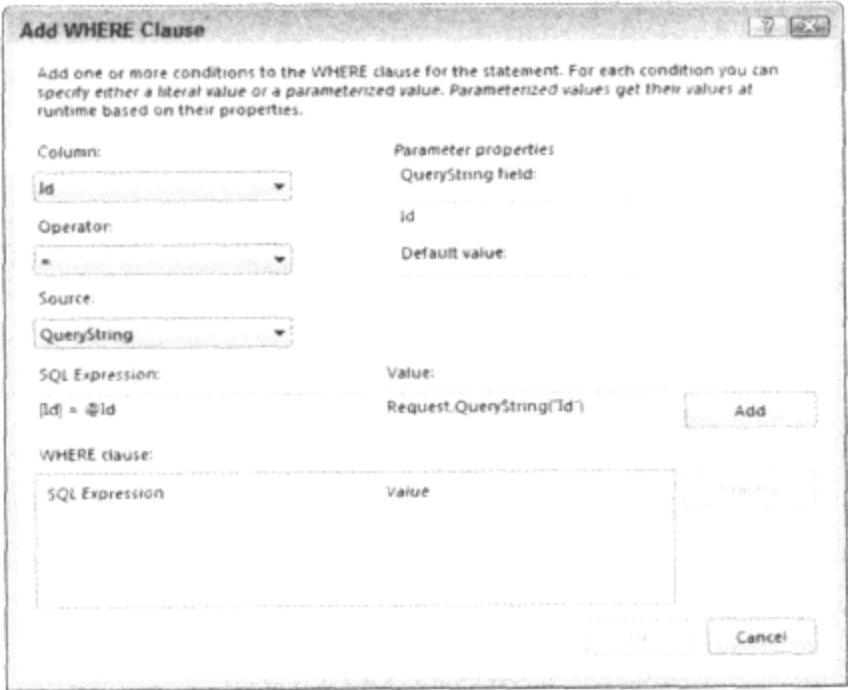 Add WHERE Clause
Add one or more conditions to the WHERE clause for the statement. For each condition you can
specify either a literal value or a parameterized value. Parameterized values get their values at
runtime based on their properties.
Column:
Parameter properties
Id
QueryString field:
Id
Operator:
=
Default value:
Source:
QueryString
SQL Expression:
Value:
[Id] = @Id
Request.QueryString("Id")
Add
WHERE clause:
SQL Expression
Value
Cancel